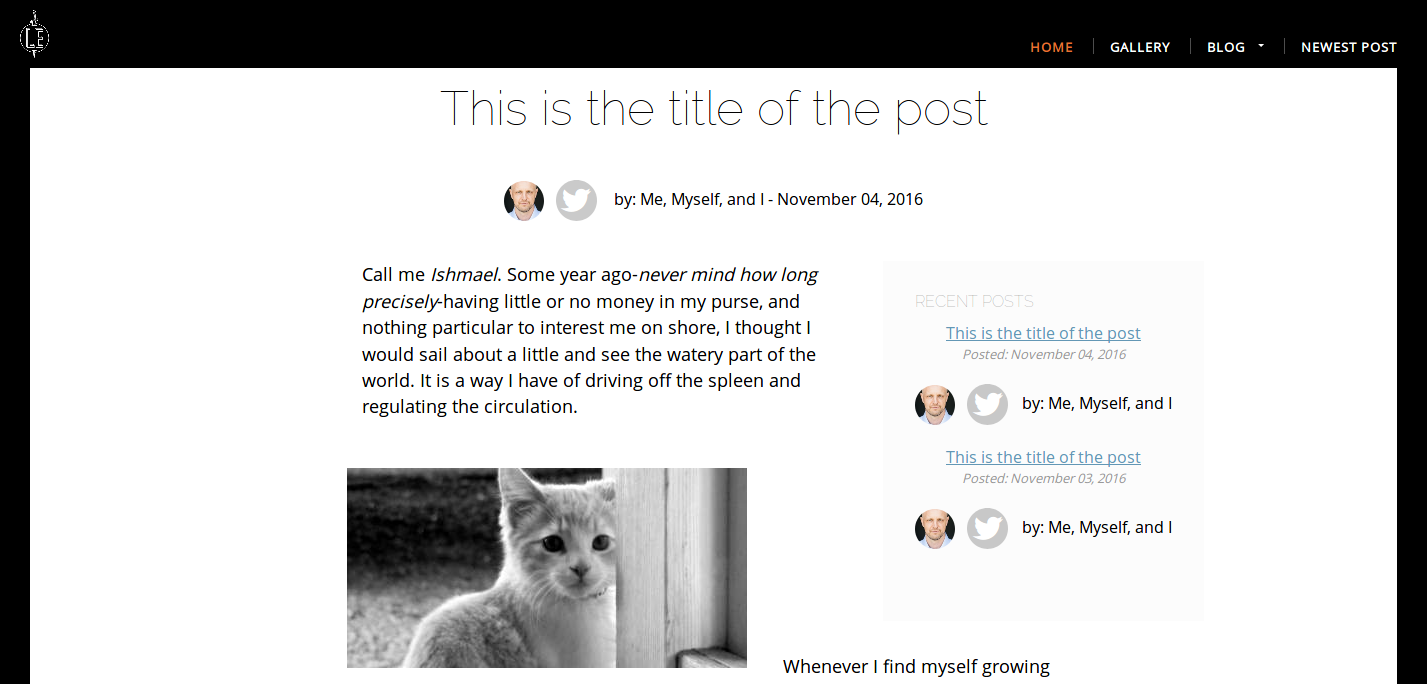 LE
HOME
GALLERY
BLOG
NEWEST POST
This is the title of the post
by: Me, Myself, and I - November 04, 2016
Call me Ishmael. Some year ago-never mind how long
precisely-having little or no money in my purse, and
nothing particular to interest me on shore, I thought I
would sail about a little and see the watery part of the
world. It is a way I have of driving off the spleen and
regulating the circulation.
RECENT POSTS
This is the title of the post
Posted: November 04, 2016
by: Me, Myself, and I
This is the title of the post
Posted: November 03, 2016
by: Me, Myself, and I
Whenever I find myself growing